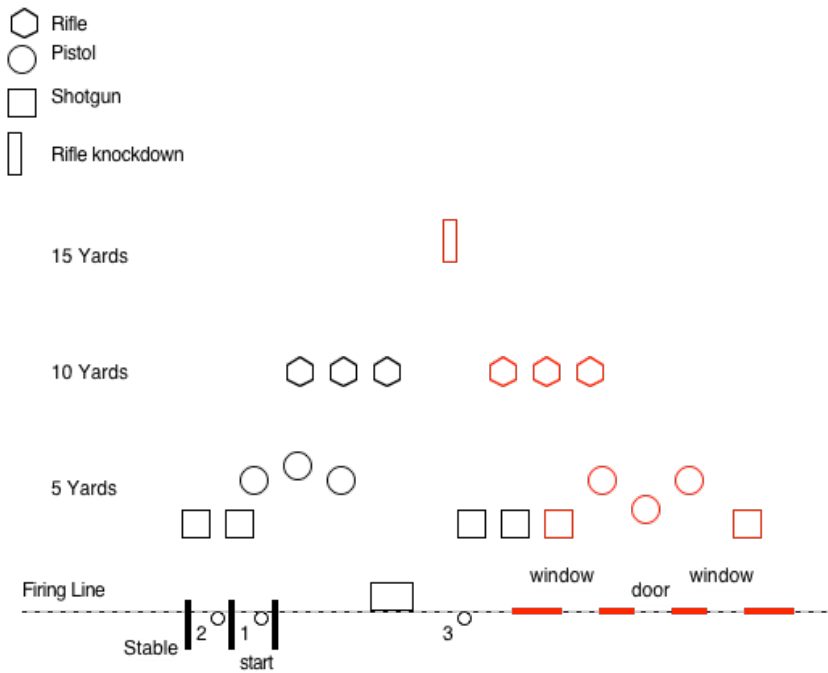 Rifle
Pistol
Shotgun
Rifle knockdown
15 Yards
10 Yards
5 Yards
window
window
door
Firing Line
2
1
3
Stable
start